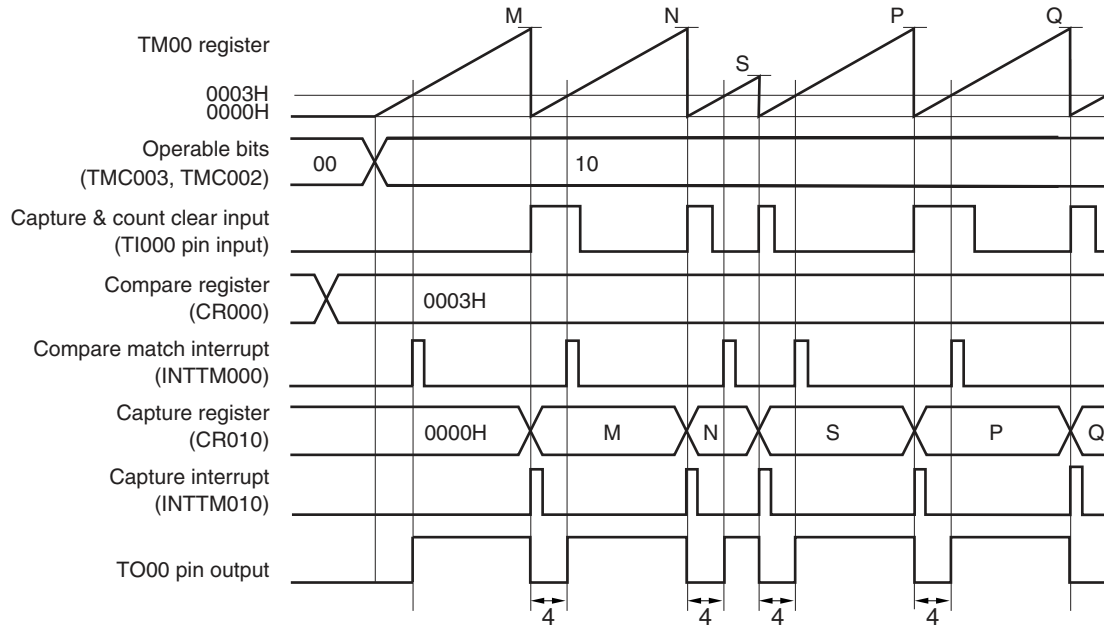 M N P Q
TM00 register
S
0003H
0000H
Operable bits
(TMC003, TMC002)
00 10
Capture & count clear input
(TI000 pin input)
Compare register
(CR000)
0003H
Compare match interrupt
(INTTM000)
Capture register
(CR010)
0000H M N S P Q
Capture interrupt
(INTTM010)
TO00 pin output
4 4 4 4